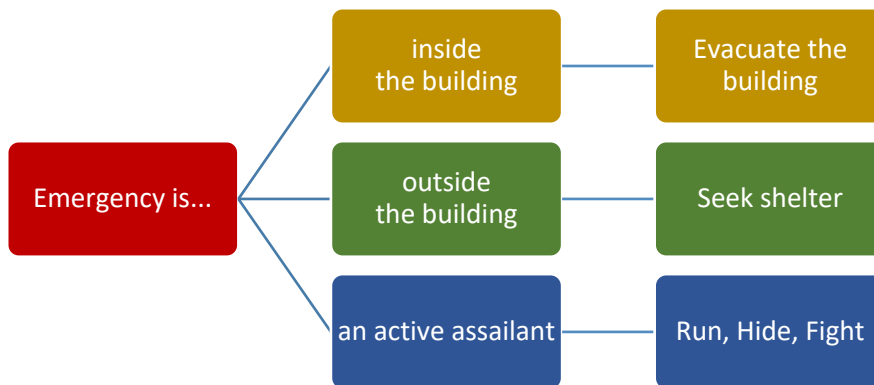 Emergency is...
inside
the building
Evacuate the
building
outside
the building
Seek shelter
an active assailant
Run, Hide, Fight